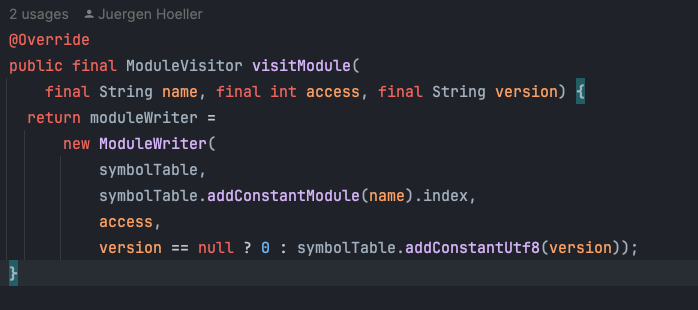 2 usages Juergen Hoeller
@Override
public final ModuleVisitor visitModule(
    final String name, final int access, final String version) {
  return moduleWriter =
      new ModuleWriter(
          symbolTable,
          symbolTable.addConstantModule(name).index,
          access,
          version == null ? 0 : symbolTable.addConstantUtf8(version));
}